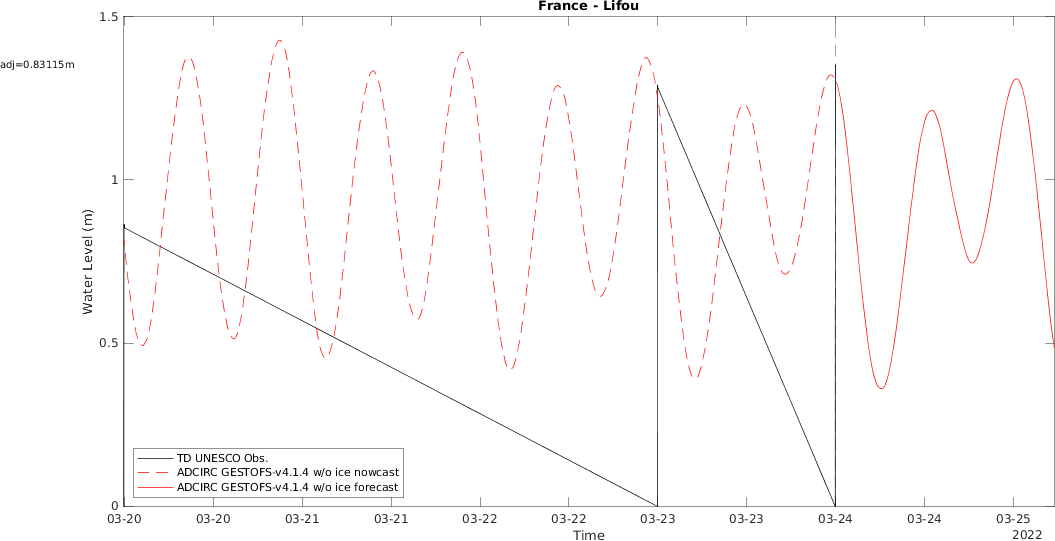 France - Lifou
adj=0.83115m
1.5
1
0.5
0
Water Level (m)
TD UNESCO Obs.
ADCIRC GESTOFS-v4.1.4 w/o ice nowcast
ADCIRC GESTOFS-v4.1.4 w/o ice forecast
03-20 03-20 03-21 03-21 03-22 03-22 03-23 03-23 03-24 03-24 03-25
Time
2022